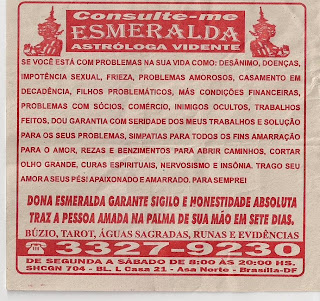 Consulte-me
ESMERALDA
ASTRÓLOGA VIDENTE
SE VOCÊ ESTÁ COM PROBLEMAS NA SUA VIDA COMO: DESÂNIMO, DOENÇAS,
IMPOTÊNCIA SEXUAL, FRIEZA, PROBLEMAS AMOROSOS, CASAMENTO EM
DECADÊNCIA, FILHOS PROBLEMÁTICOS, MÁS CONDIÇÕES FINANCEIRAS,
PROBLEMAS COM SÓCIOS, COMÉRCIO, INIMIGOS OCULTOS, TRABALHOS
FEITOS, DOU GARANTIA COM SERIDADE DOS MEUS TRABALHOS E SOLUÇÃO
PARA OS SEUS PROBLEMAS, SIMPATIAS PARA TODOS OS FINS AMARRAÇÃO
PARA O AMOR, REZAS E BENZIMENTOS PARA ABRIR CAMINHOS, CORTAR
OLHO GRANDE, CURAS ESPIRITUAIS, NERVOSISMO E INSÔNIA. TRAGO SEU
AMOR A SEUS PÉS! APAIXONADO E AMARRADO. PARA SEMPRE!
DONA ESMERALDA GARANTE SIGILO E HONESTIDADE ABSOLUTA
TRAZ A PESSOA AMADA NA PALMA DE SUA MÃO EM SETE DIAS.
BÚZIO, TAROT, ÁGUAS SAGRADAS, RUNAS E EVIDÊNCIAS
3327-9230
DE SEGUNDA A SÁBADO DE 8:00 ÀS 20:00 HS.
SHCGN 704 - BL. L Casa 21 - Asa Norte - Brasília-DF